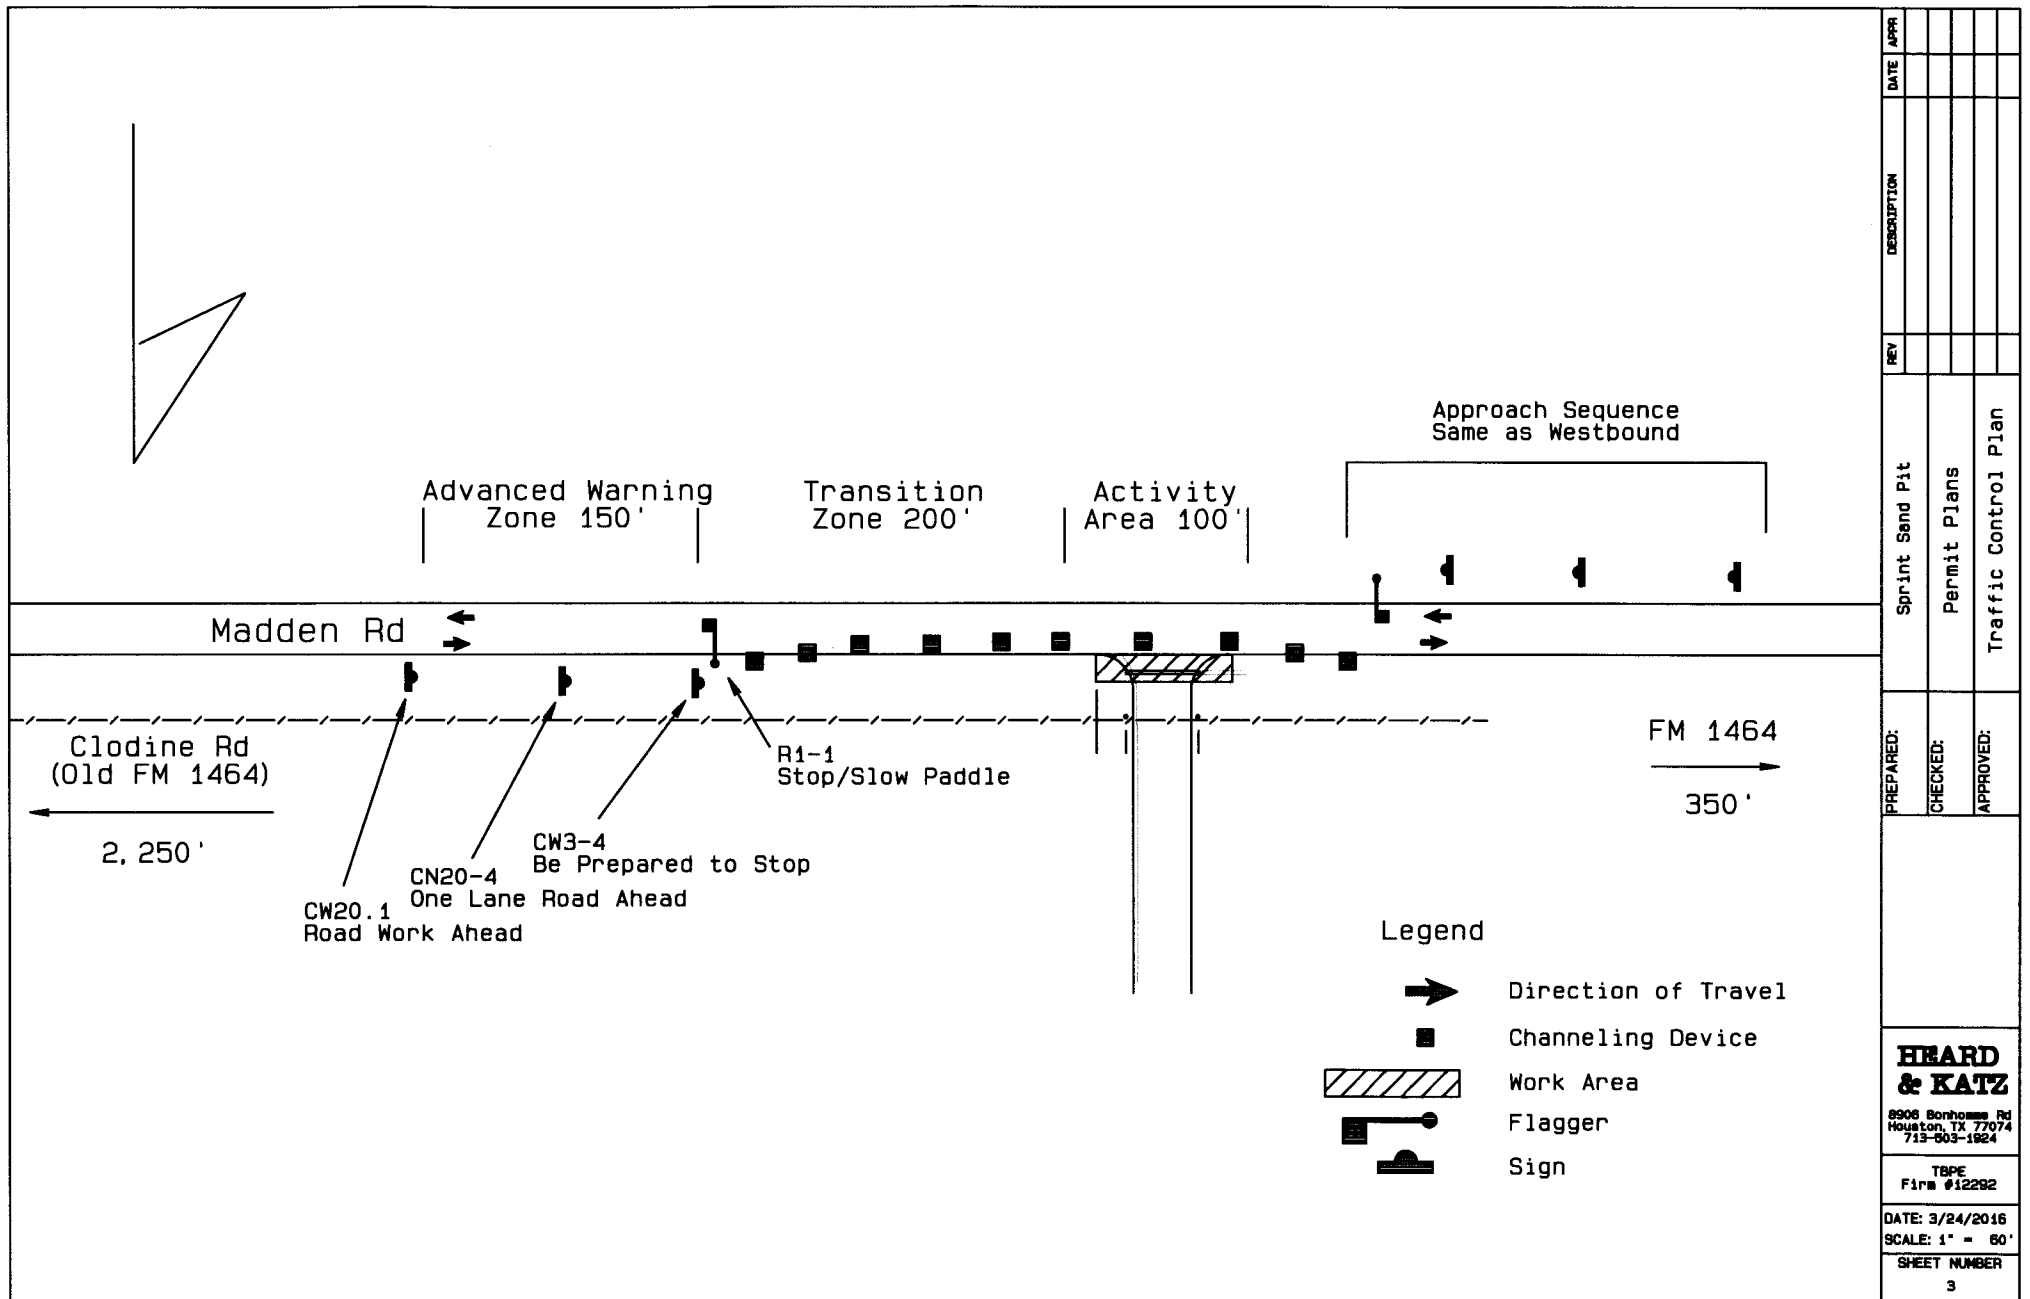 Approach Sequence
Same as Westbound
Advanced Warning
Zone 150'
Transition
Zone 200'
Activity
Area 100'
Madden Rd
Clodine Rd
(Old FM 1464)
2,250'
FM 1464
350'
R1-1
Stop/Slow Paddle
CW3-4
Be Prepared to Stop
CN20-4
One Lane Road Ahead
CW20.1
Road Work Ahead
Legend
Direction of Travel
Channeling Device
Work Area
Flagger
Sign
REV
DESCRIPTION
DATE
APPR
Sprint Sand Pit
Permit Plans
Traffic Control Plan
PREPARED:
CHECKED:
APPROVED:
HEARD
& KATZ
8906 Bonhomme Rd
Houston, TX 77074
713-503-1924
TBPE
Firm #12292
DATE: 3/24/2016
SCALE: 1" = 60'
SHEET NUMBER
3